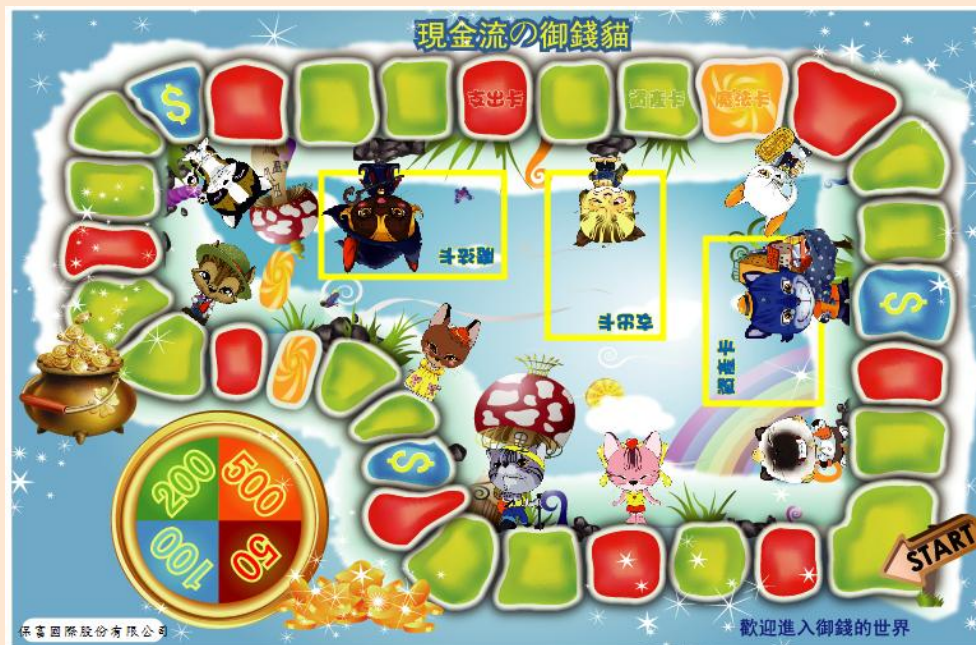 現金流の御錢貓
$
支出卡
資產卡
魔法卡
魔法卡
支出卡
$
資產卡
$
200
500
100
50
START
保富國際股份有限公司
歡迎進入御錢的世界